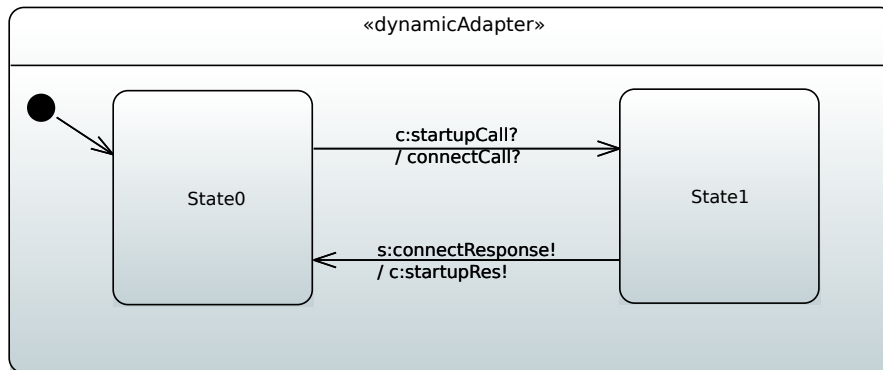 «dynamicAdapter»
c:startupCall?
/ connectCall?
State0
State1
s:connectResponse!
/ c:startupRes!